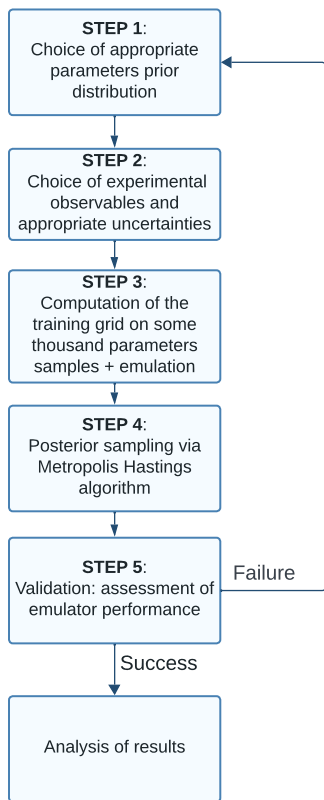 STEP 1:
Choice of appropriate
parameters prior
distribution
STEP 2:
Choice of experimental
observables and
appropriate uncertainties
STEP 3:
Computation of the
training grid on some
thousand parameters
samples + emulation
STEP 4:
Posterior sampling via
Metropolis Hastings
algorithm
STEP 5:
Validation: assessment of
emulator performance
Failure
Success
Analysis of results